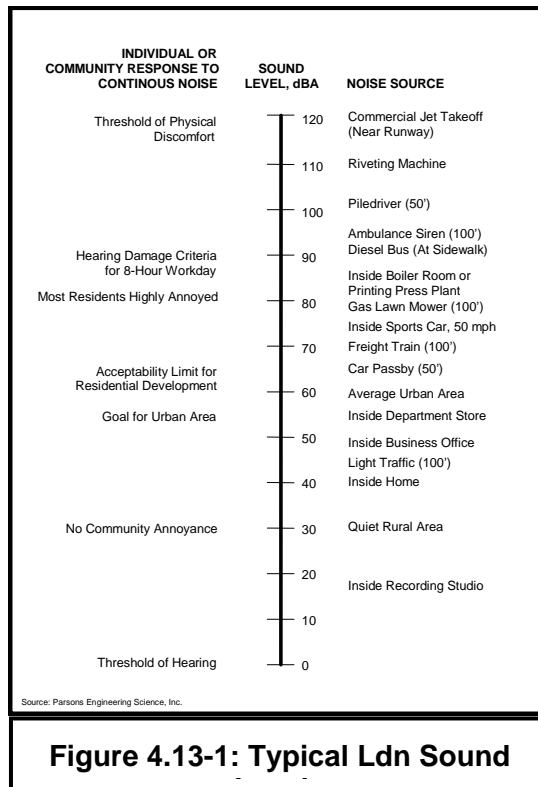 INDIVIDUAL OR
COMMUNITY RESPONSE TO
CONTINOUS NOISE
SOUND
LEVEL, dBA
NOISE SOURCE
Threshold of Physical
Discomfort
120
Commercial Jet Takeoff
(Near Runway)
110
Riveting Machine
100
Piledriver (50')
Ambulance Siren (100')
Diesel Bus (At Sidewalk)
Hearing Damage Criteria
for 8-Hour Workday
90
Inside Boiler Room or
Printing Press Plant
Most Residents Highly Annoyed
80
Gas Lawn Mower (100')
Inside Sports Car, 50 mph
70
Freight Train (100')
Acceptability Limit for
Residential Development
Car Passby (50')
60
Average Urban Area
Goal for Urban Area
Inside Department Store
50
Inside Business Office
Light Traffic (100')
40
Inside Home
No Community Annoyance
30
Quiet Rural Area
20
Inside Recording Studio
10
Threshold of Hearing
0
Source: Parsons Engineering Science, Inc.
Figure 4.13-1: Typical Ldn Sound